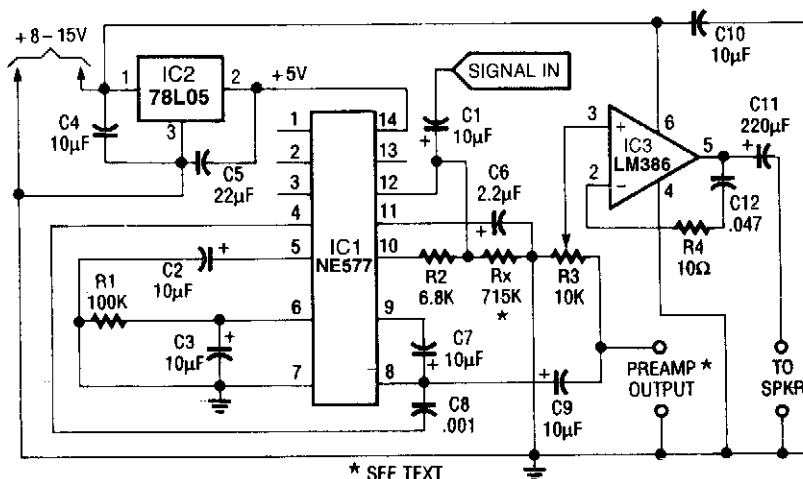 +8-15V
1
IC2
78L05
2
3
+5V
C4
10µF
C5
22µF
SIGNAL IN
C1
10µF
C10
10µF
1
2
3
4
5
6
7
14
13
12
11
10
9
8
IC1
NE577
C6
2.2µF
3
+
2
−
6
IC3
LM386
5
4
C11
220µF
C12
.047
R4
10Ω
R1
100K
C2
10µF
C3
10µF
R2
6.8K
Rx
715K
*
R3
10K
C7
10µF
C8
.001
C9
10µF
PREAMP *
OUTPUT
TO
SPKR
* SEE TEXT